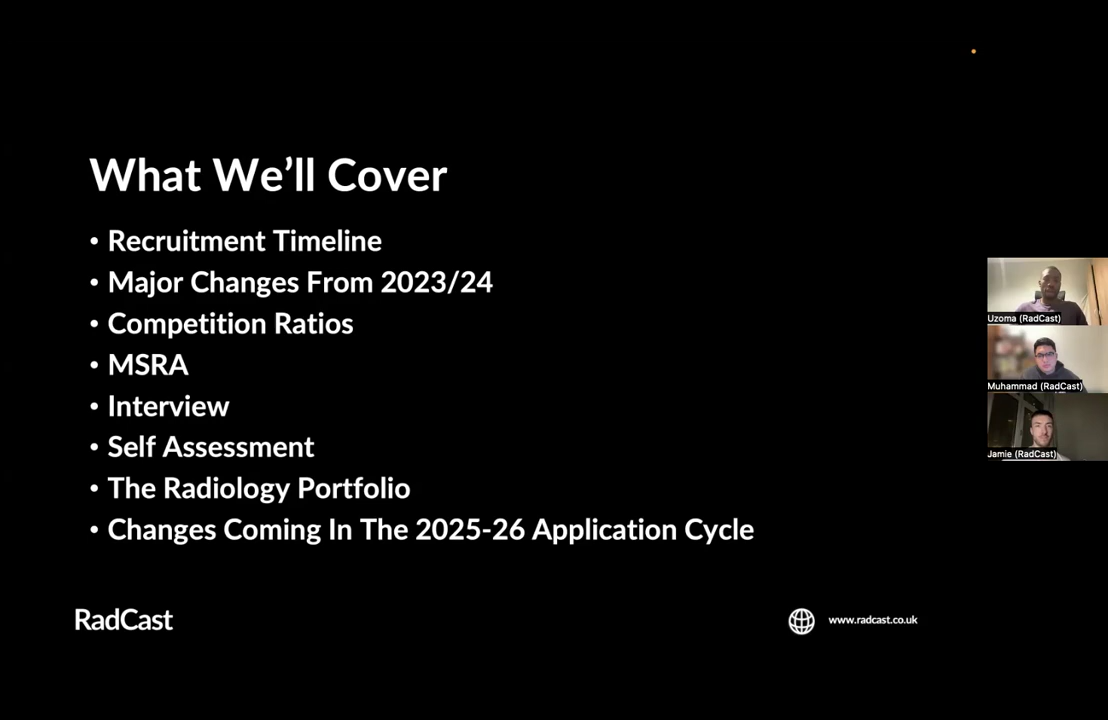 What We'll Cover
• Recruitment Timeline
• Major Changes From 2023/24
• Competition Ratios
• MSRA
• Interview
• Self Assessment
• The Radiology Portfolio
• Changes Coming In The 2025-26 Application Cycle
RadCast
www.radcast.co.uk
Uzoma (RadCast)
Muhammad (RadCast)
Jamie (RadCast)